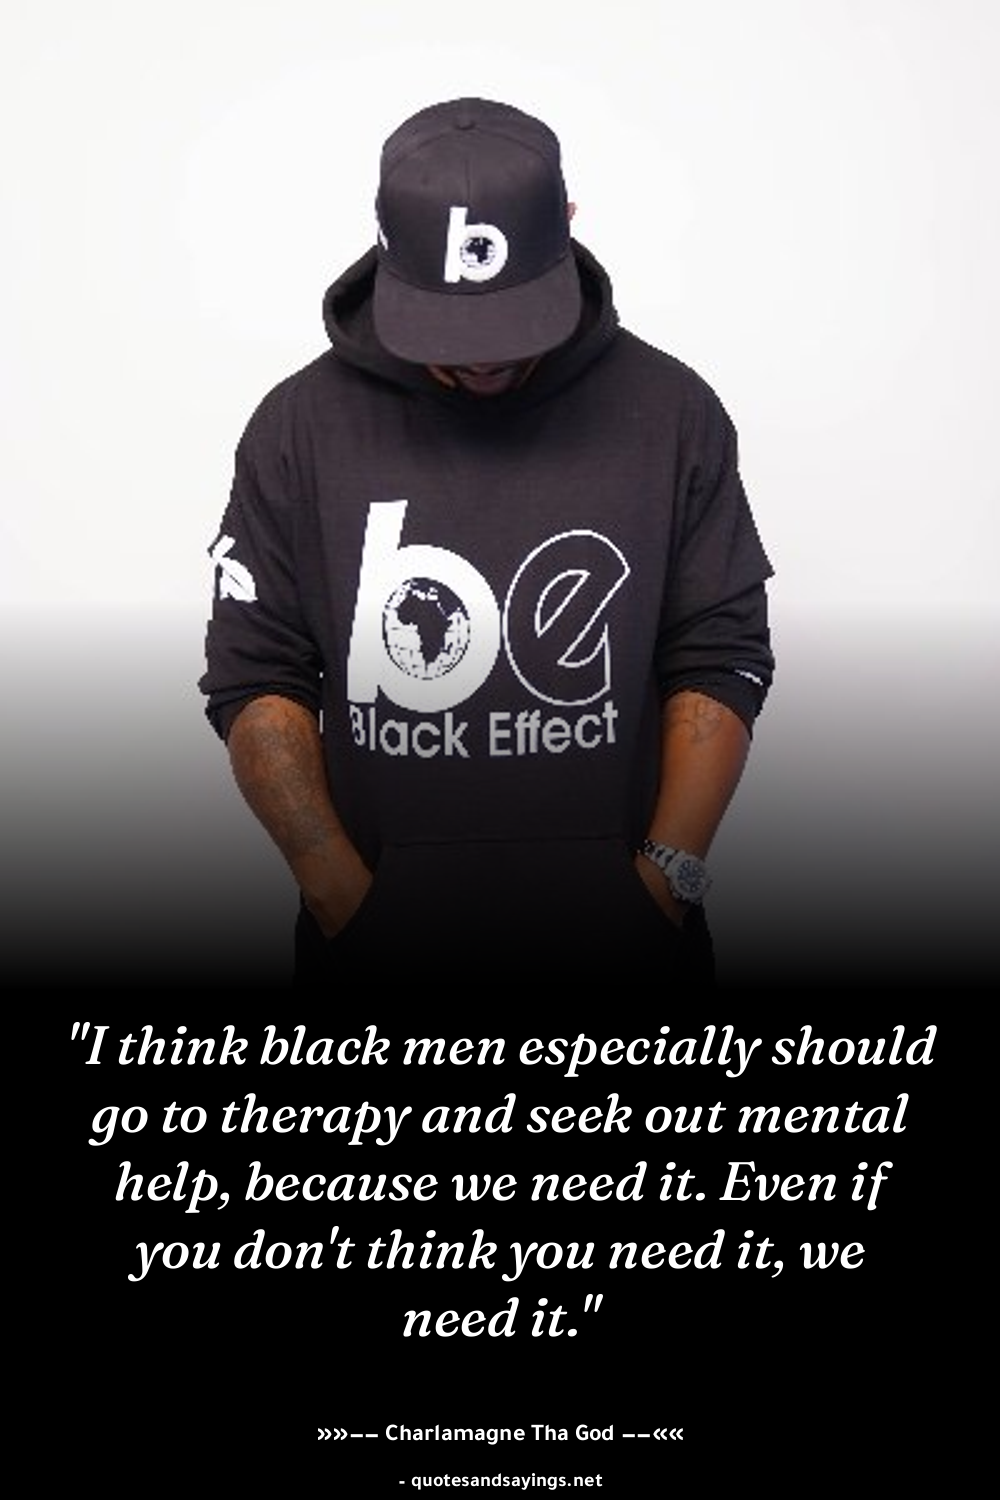 b
be
Black Effect
"I think black men especially should
go to therapy and seek out mental
help, because we need it. Even if
you don't think you need it, we
need it."
»»–– Charlamagne Tha God ––««
- quotesandsayings.net